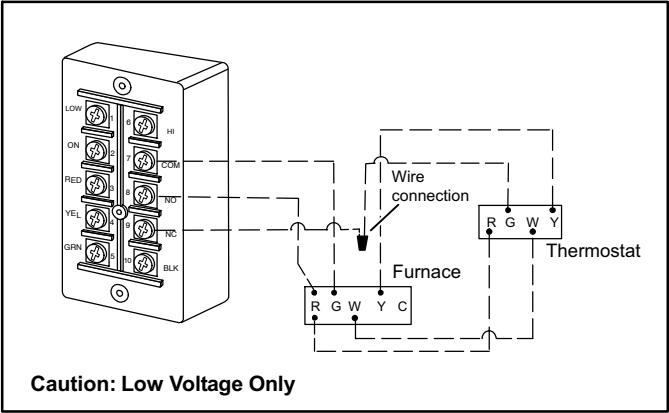 LOW 1 6 HI
ON 2 7 COM
RED 3 8 NO
YEL 4 9 NC
GRN 5 10 BLK
Wire
connection
R G W Y
Thermostat
Furnace
R G W Y C
Caution: Low Voltage Only